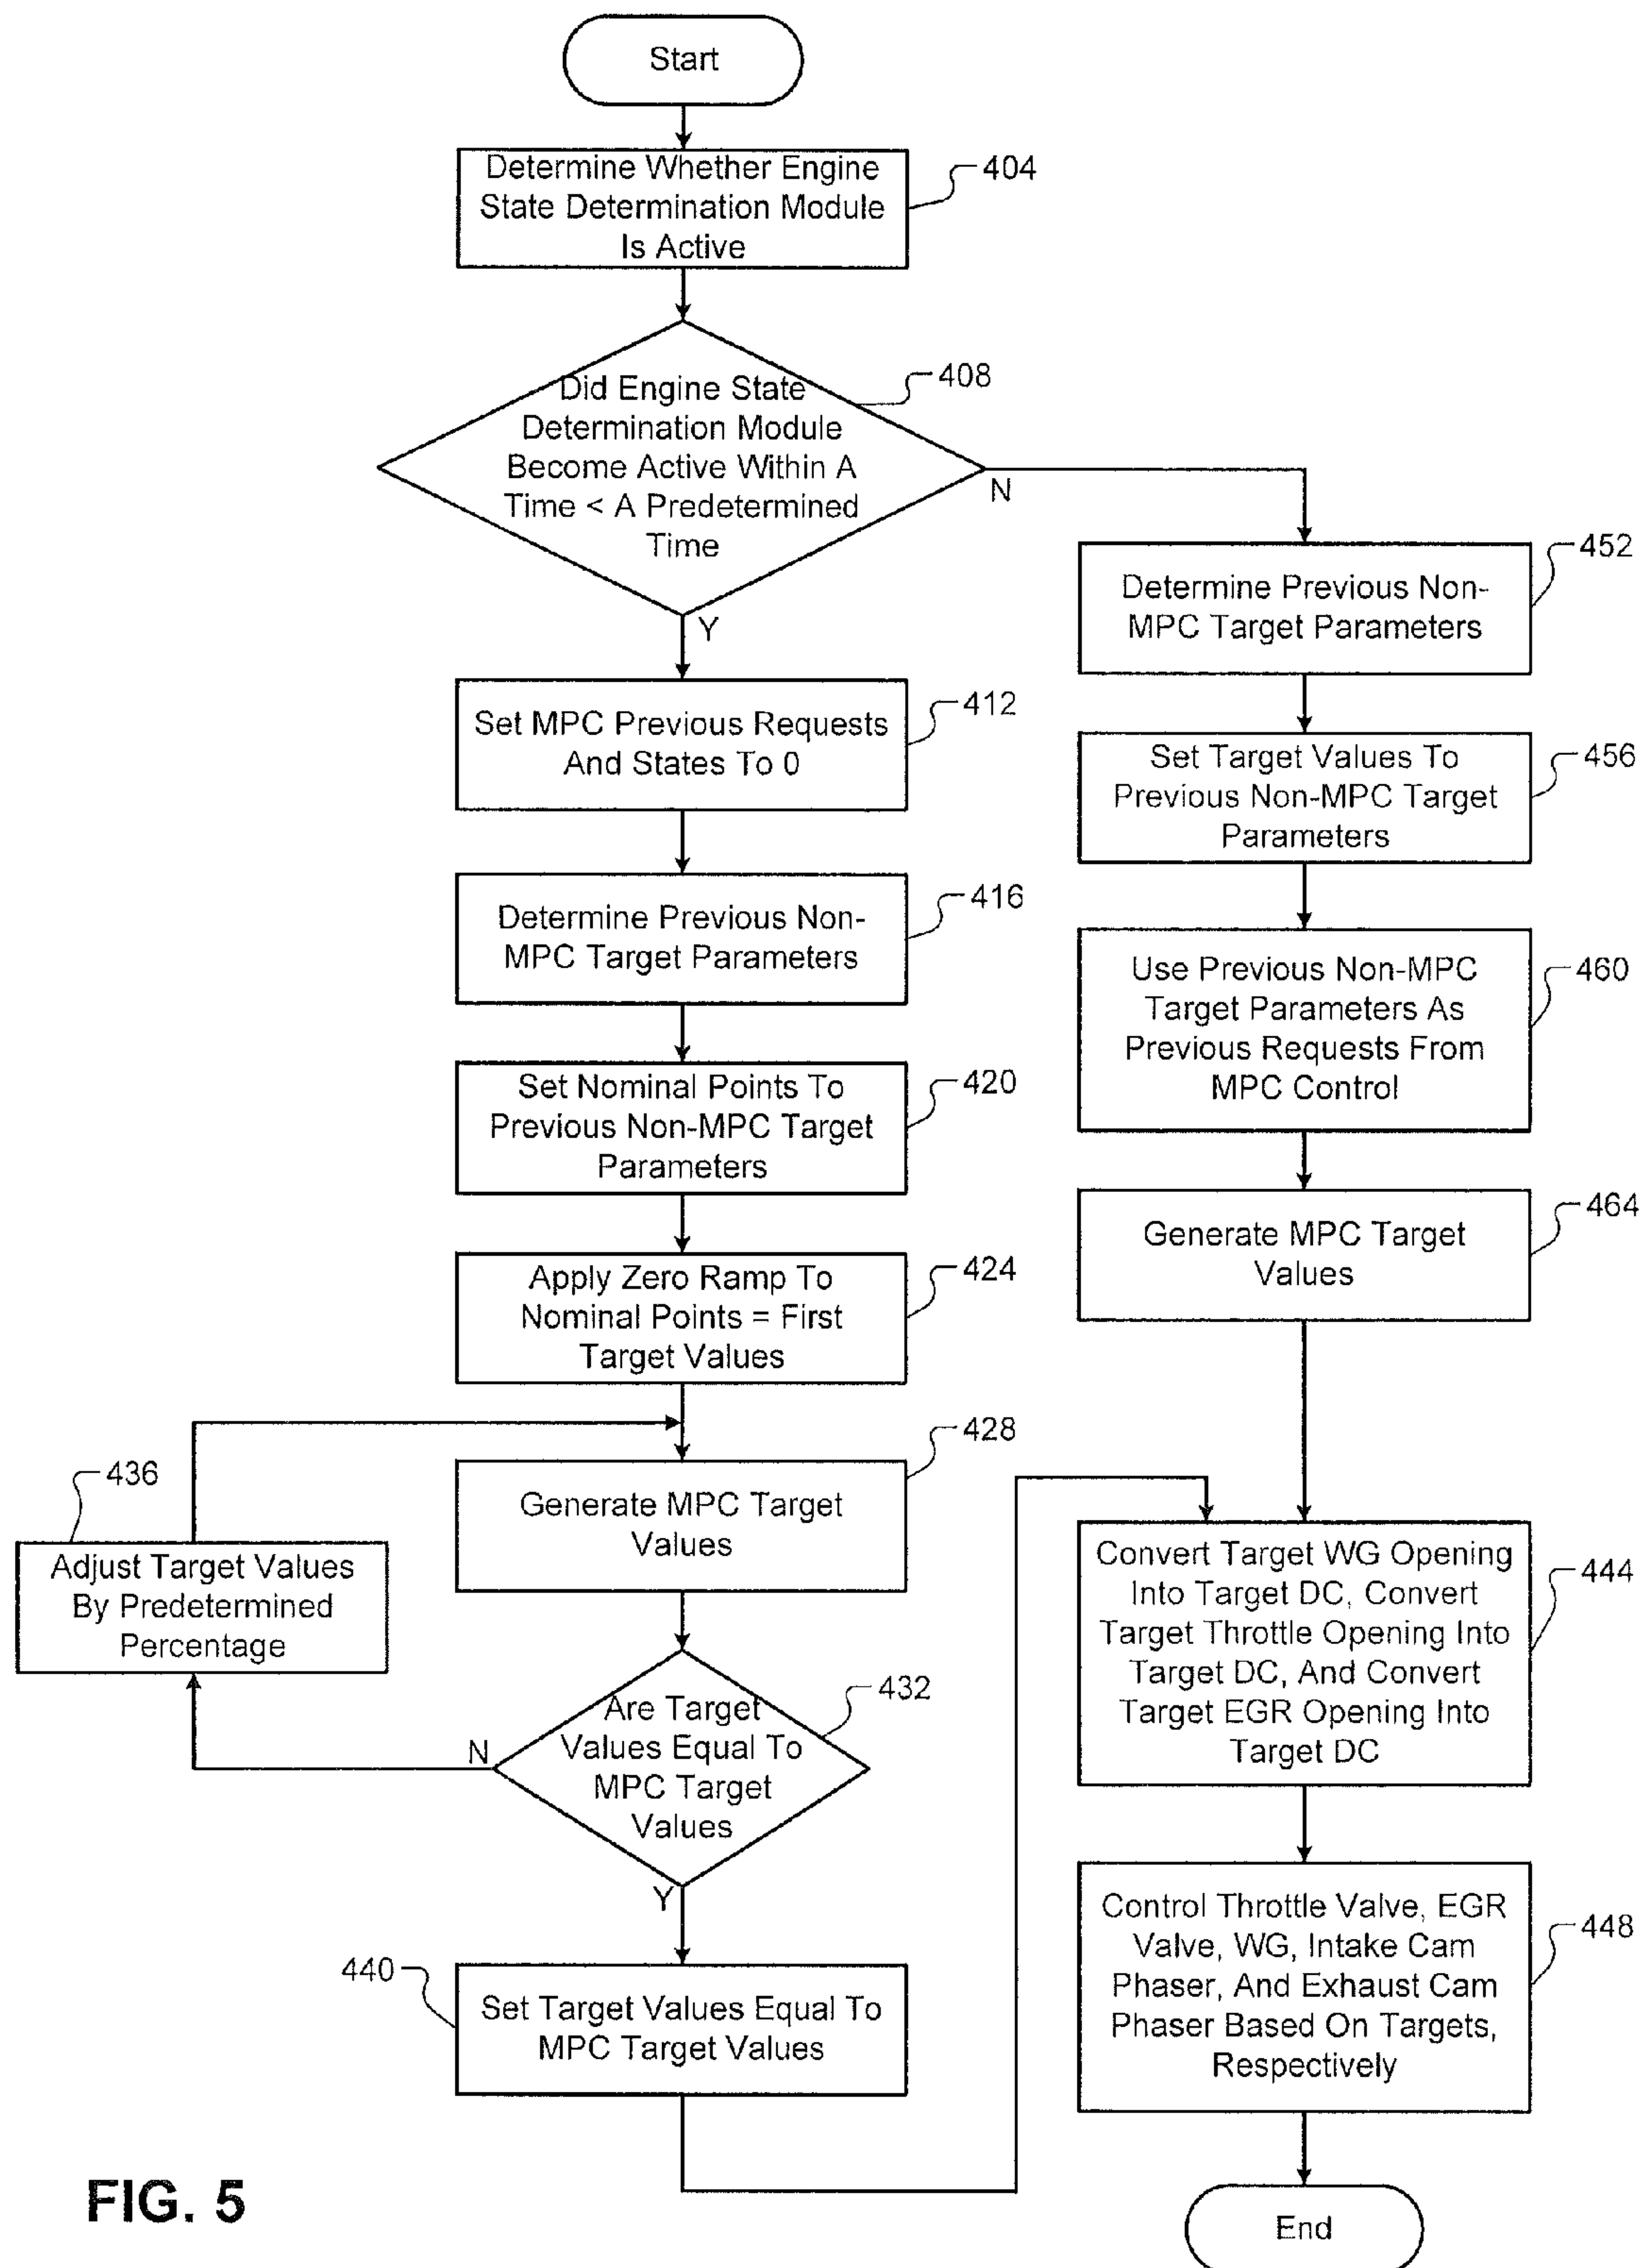 Start
Determine Whether Engine
State Determination Module
Is Active
404
Did Engine State
Determination Module
Become Active Within A
Time < A Predetermined
Time
408
N
Y
Set MPC Previous Requests
And States To 0
412
Determine Previous Non-
MPC Target Parameters
416
Set Nominal Points To
Previous Non-MPC Target
Parameters
420
Apply Zero Ramp To
Nominal Points = First
Target Values
424
Generate MPC Target
Values
428
436
Adjust Target Values
By Predetermined
Percentage
Are Target
Values Equal To
MPC Target
Values
432
N
Y
440
Set Target Values Equal To
MPC Target Values
Determine Previous Non-
MPC Target Parameters
452
Set Target Values To
Previous Non-MPC Target
Parameters
456
Use Previous Non-MPC
Target Parameters As
Previous Requests From
MPC Control
460
Generate MPC Target
Values
464
Convert Target WG Opening
Into Target DC, Convert
Target Throttle Opening Into
Target DC, And Convert
Target EGR Opening Into
Target DC
444
Control Throttle Valve, EGR
Valve, WG, Intake Cam
Phaser, And Exhaust Cam
Phaser Based On Targets,
Respectively
448
End
FIG. 5